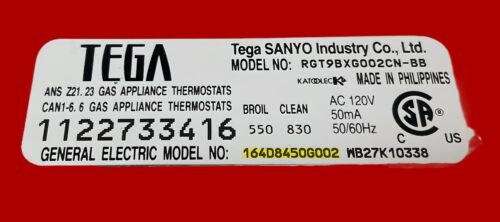 TEGA
Tega SANYO Industry Co., Ltd.
MODEL NO: RGT9BXG002CN-BB
KATOOLEC K MADE IN PHILIPPINES
ANS Z21.23 GAS APPLIANCE THERMOSTATS
CAN1-6.6 GAS APPLIANCE THERMOSTATS
1122733416
BROIL CLEAN
550 830
AC 120V
50mA
50/60Hz
SA
C US
GENERAL ELECTRIC MODEL NO: 164D8450G002 WB27K10338